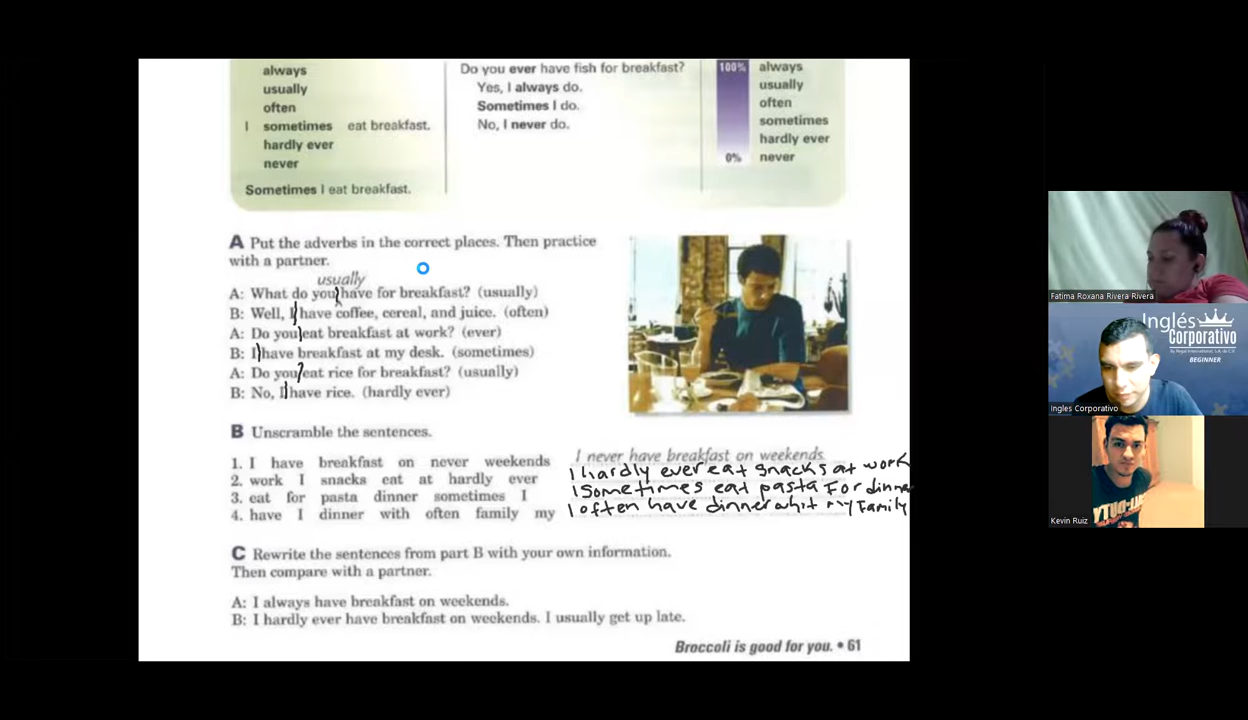 always
usually
often
I sometimes eat breakfast.
hardly ever
never
Sometimes I eat breakfast.
Do you ever have fish for breakfast?
Yes, I always do.
Sometimes I do.
No, I never do.
100% always
usually
often
sometimes
hardly ever
0% never
A Put the adverbs in the correct places. Then practice
with a partner.
usually
A: What do you have for breakfast? (usually)
B: Well, I have coffee, cereal, and juice. (often)
A: Do you eat breakfast at work? (ever)
B: I have breakfast at my desk. (sometimes)
A: Do you eat rice for breakfast? (usually)
B: No, I have rice. (hardly ever)
B Unscramble the sentences.
1. I have breakfast on never weekends
2. work I snacks eat at hardly ever
3. eat for pasta dinner sometimes I
4. have I dinner with often family my
I never have breakfast on weekends.
I hardly ever eat snacks at work
I Sometimes eat pasta For dinner
I often have dinner whit my Family
C Rewrite the sentences from part B with your own information.
Then compare with a partner.
A: I always have breakfast on weekends.
B: I hardly ever have breakfast on weekends. I usually get up late.
Broccoli is good for you. • 61
Fatima Roxana Rivera Rivera
Inglés
Corporativo
BEGINNER
Ingles Corporativo
Kevin Ruiz